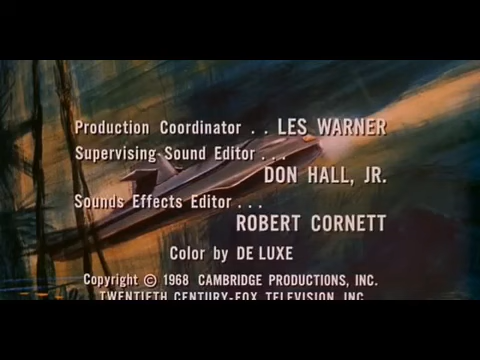 Production Coordinator . . LES WARNER
Supervising Sound Editor . . .
DON HALL, JR.
Sounds Effects Editor . . .
ROBERT CORNETT
Color by DE LUXE
Copyright © 1968 CAMBRIDGE PRODUCTIONS, INC.
TWENTIETH CENTURY-FOX TELEVISION, INC.